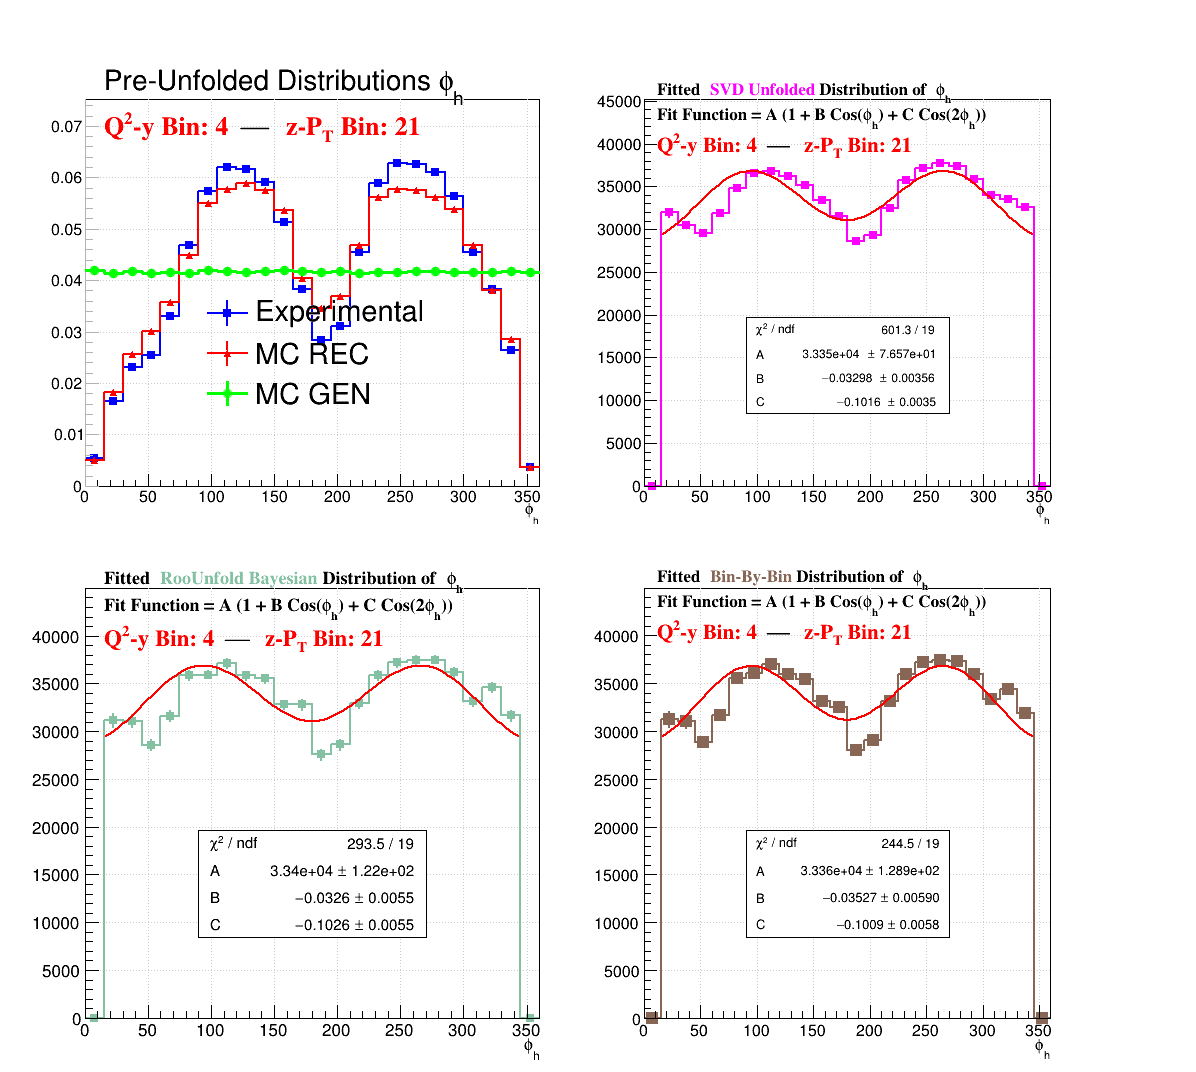 Pre-Unfolded Distributions ϕh
Q²-y Bin: 4 — z-PT Bin: 21
0.07
0.06
0.05
0.04
0.03
0.02
0.01
0
Experimental
MC REC
MC GEN
0 50 100 150 200 250 300 350
ϕh
Fitted SVD Unfolded Distribution of ϕh
Fit Function = A (1 + B Cos(ϕh) + C Cos(2ϕh))
Q²-y Bin: 4 — z-PT Bin: 21
45000
40000
35000
30000
25000
20000
15000
10000
5000
0
χ² / ndf 601.3 / 19
A 3.335e+04 ± 7.657e+01
B −0.03298 ± 0.00356
C −0.1016 ± 0.0035
0 50 100 150 200 250 300 350
ϕh
Fitted RooUnfold Bayesian Distribution of ϕh
Fit Function = A (1 + B Cos(ϕh) + C Cos(2ϕh))
Q²-y Bin: 4 — z-PT Bin: 21
40000
35000
30000
25000
20000
15000
10000
5000
0
χ² / ndf 293.5 / 19
A 3.34e+04 ± 1.22e+02
B −0.0326 ± 0.0055
C −0.1026 ± 0.0055
0 50 100 150 200 250 300 350
ϕh
Fitted Bin-By-Bin Distribution of ϕh
Fit Function = A (1 + B Cos(ϕh) + C Cos(2ϕh))
Q²-y Bin: 4 — z-PT Bin: 21
40000
35000
30000
25000
20000
15000
10000
5000
0
χ² / ndf 244.5 / 19
A 3.336e+04 ± 1.289e+02
B −0.03527 ± 0.00590
C −0.1009 ± 0.0058
0 50 100 150 200 250 300 350
ϕh